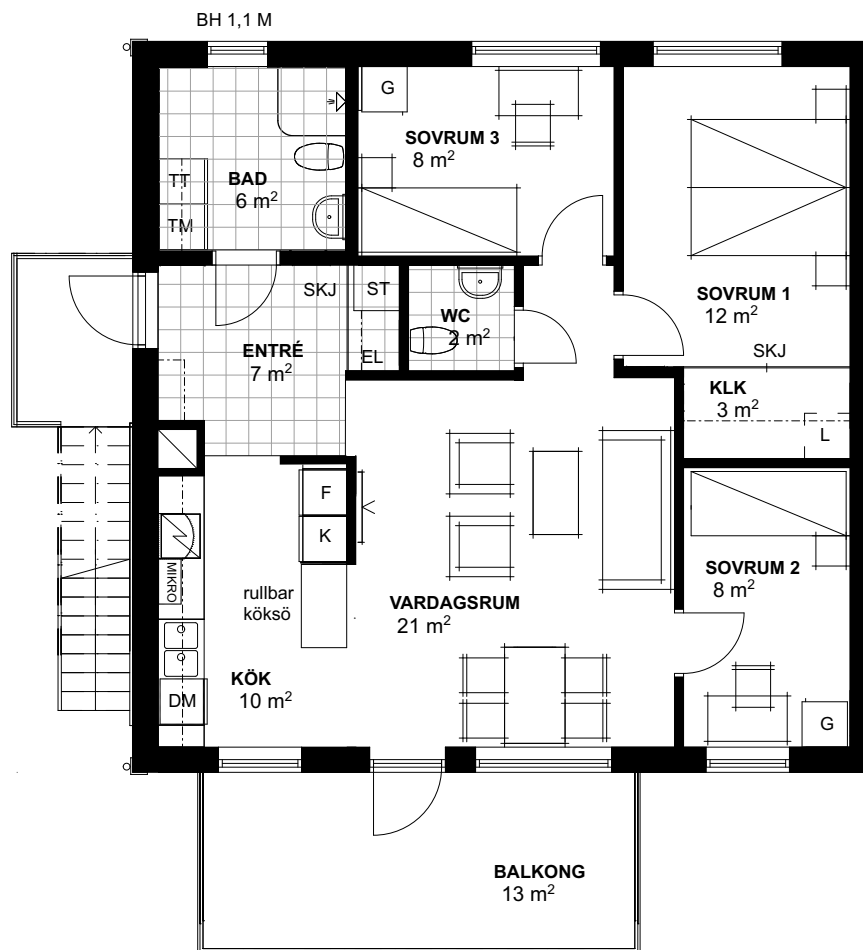 BH 1,1 M
G
SOVRUM 3
8 m²
BAD
6 m²
TT
TM
SKJ
ST
WC
2 m²
SOVRUM 1
12 m²
ENTRÉ
7 m²
EL
SKJ
KLK
3 m²
L
F
K
MIKRO
rullbar
köksö
VARDAGSRUM
21 m²
SOVRUM 2
8 m²
KÖK
10 m²
DM
G
BALKONG
13 m²